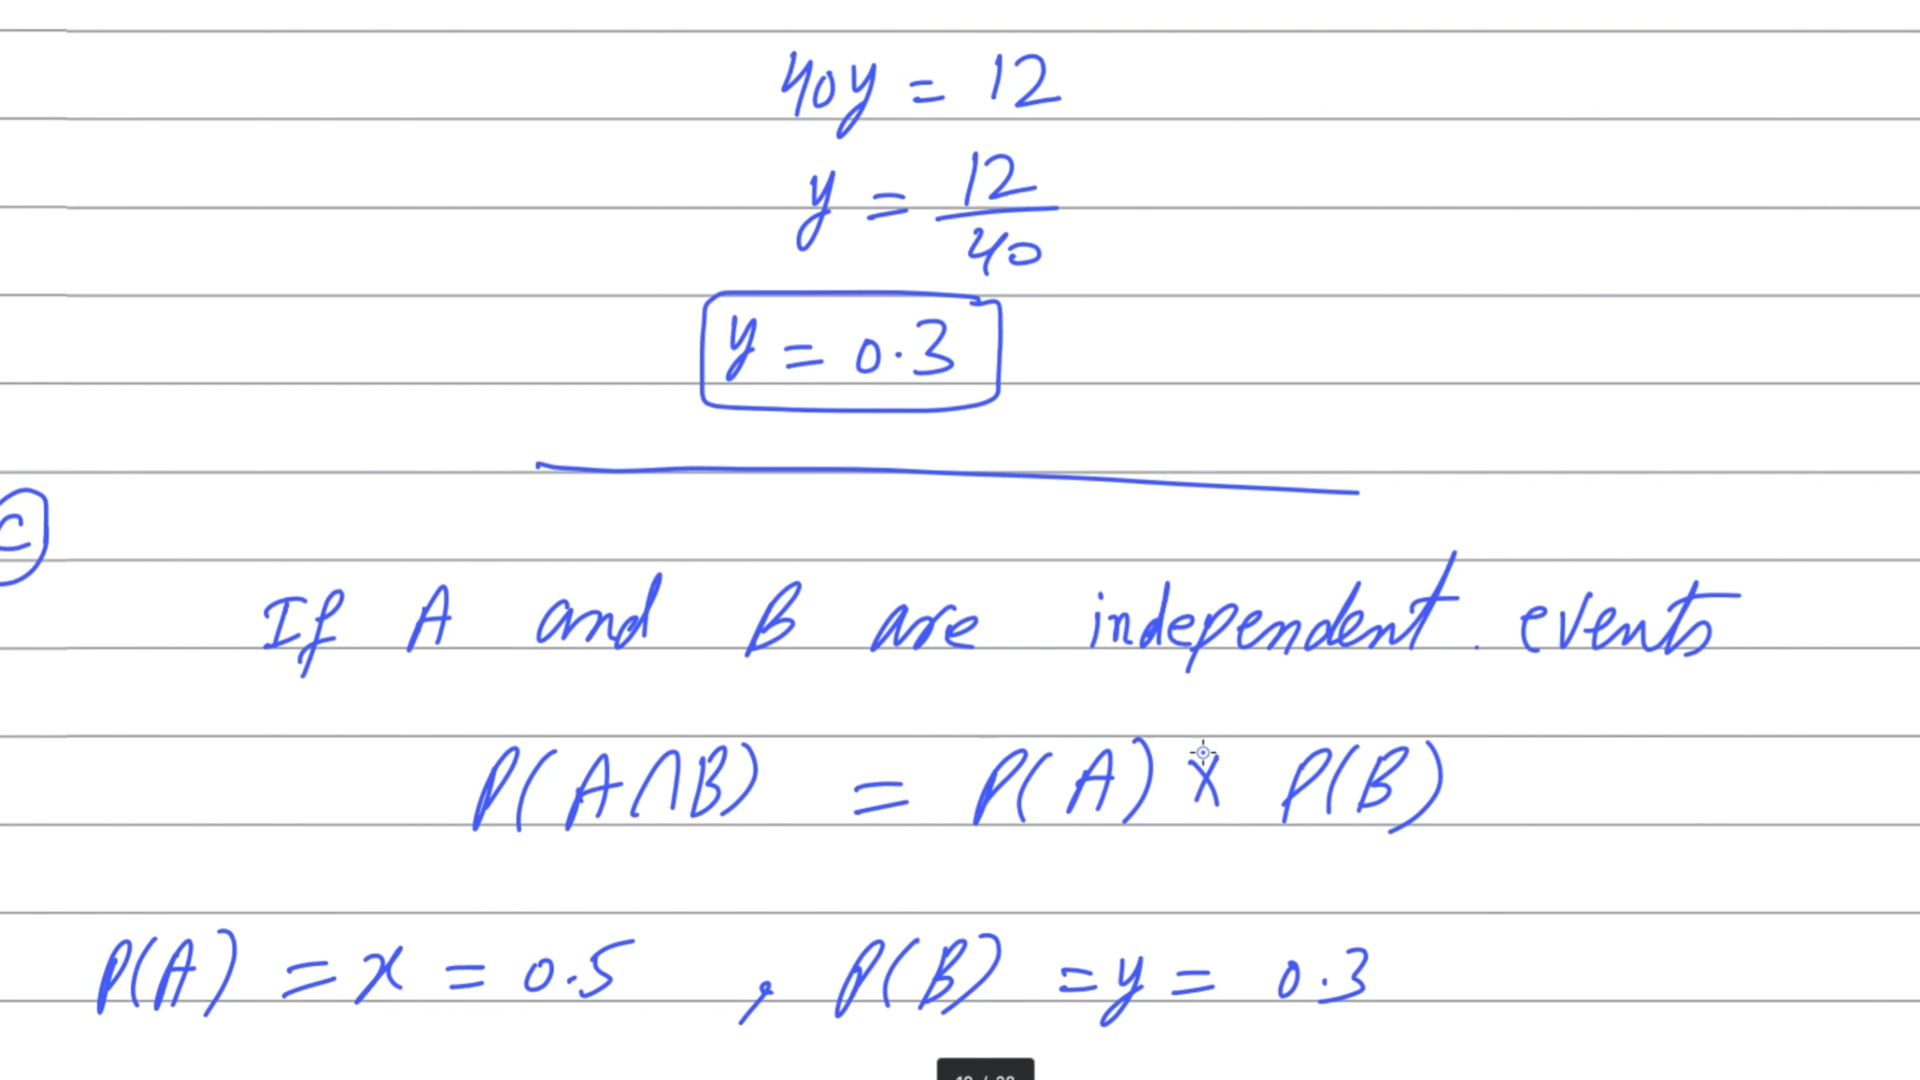 40y = 12
y = 12/40
y = 0.3
C
If A and B are independent events
P(A∩B) = P(A) × P(B)
P(A) = x = 0.5 , P(B) = y = 0.3